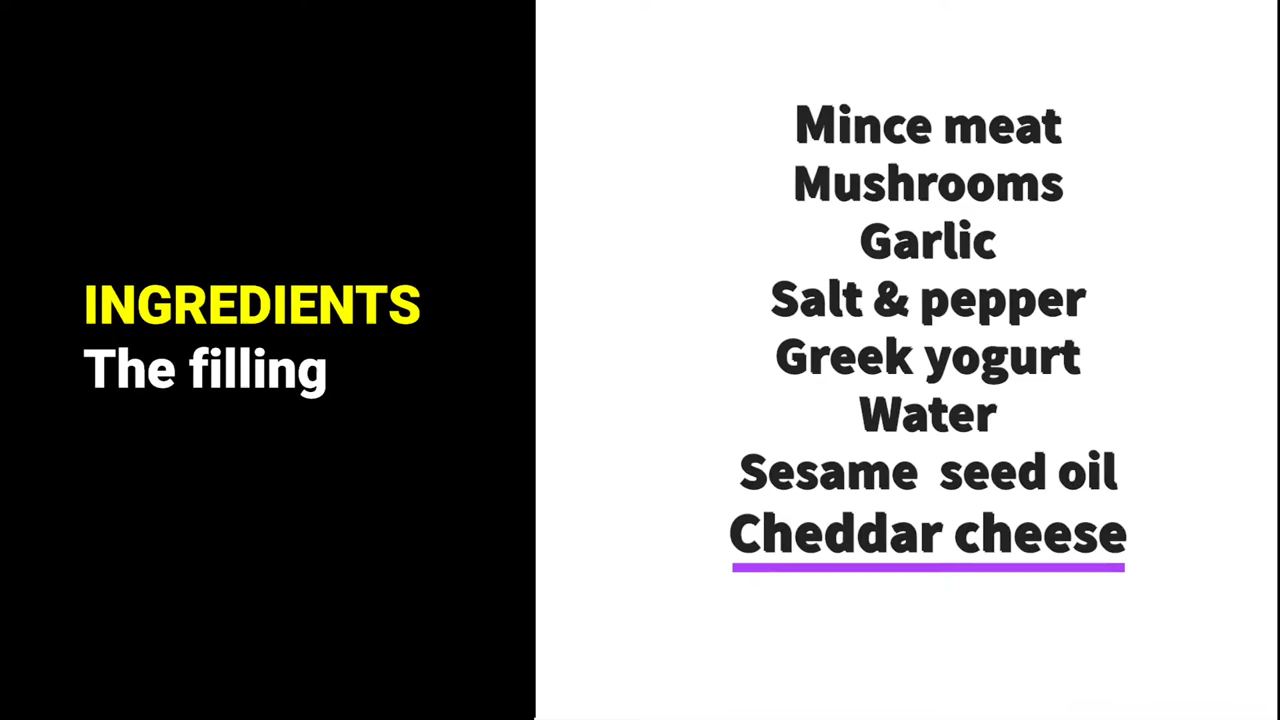 INGREDIENTS
The filling
Mince meat
Mushrooms
Garlic
Salt & pepper
Greek yogurt
Water
Sesame  seed oil
Cheddar cheese